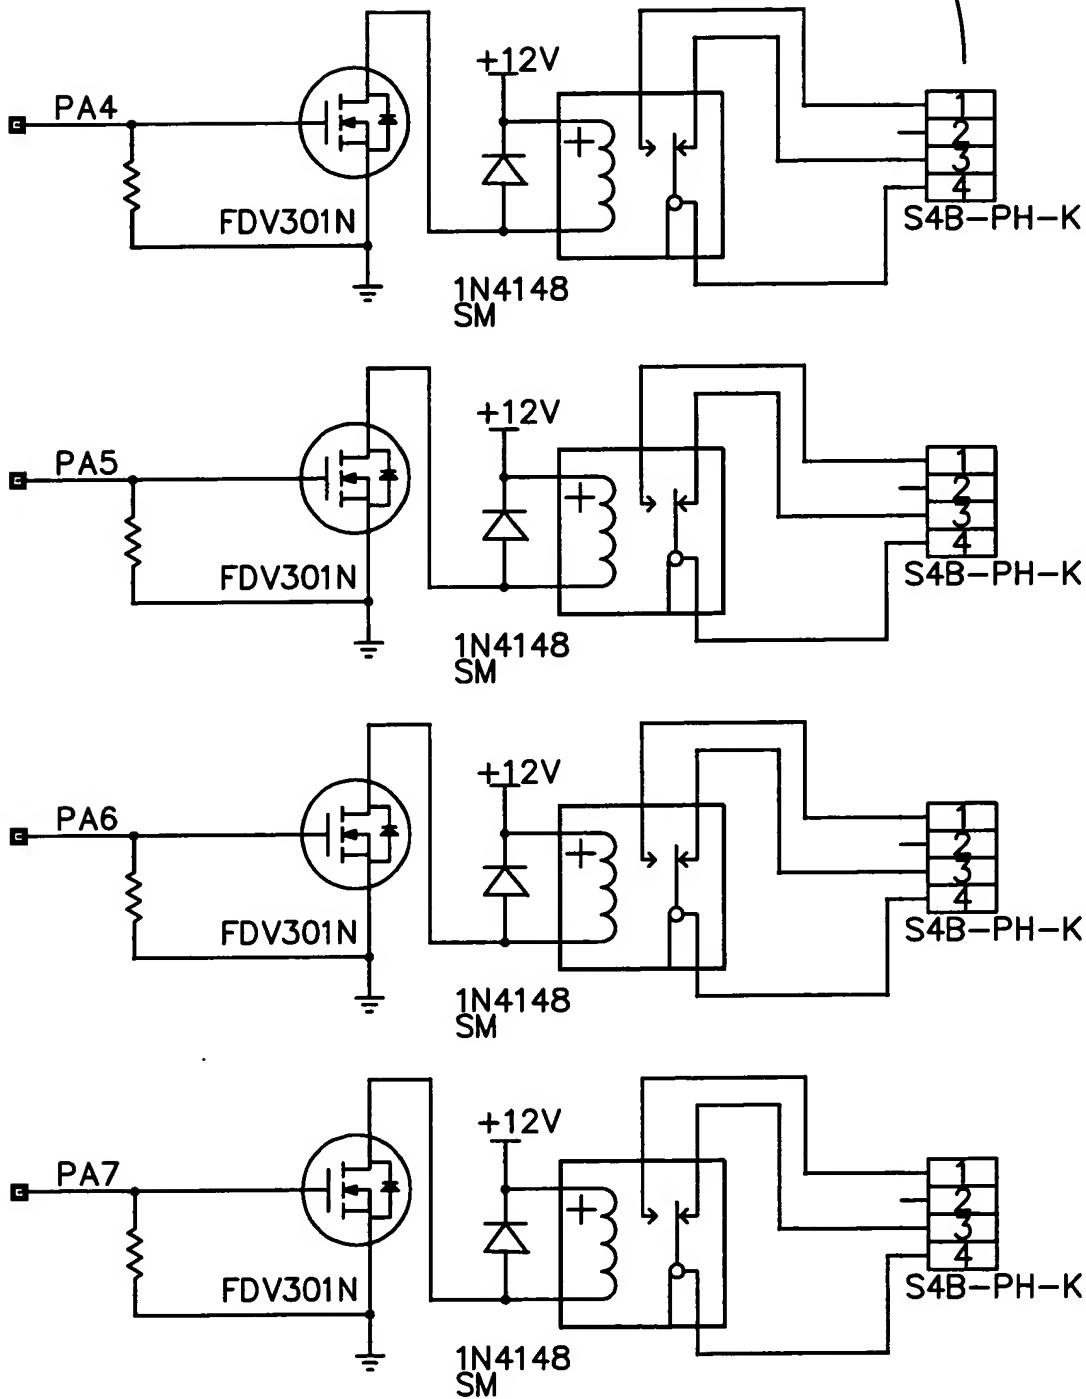 +12V
PA4
+
1
2
3
4
FDV301N
S4B-PH-K
1N4148
SM
+12V
PA5
+
1
2
3
4
FDV301N
S4B-PH-K
1N4148
SM
+12V
PA6
+
1
2
3
4
FDV301N
S4B-PH-K
1N4148
SM
+12V
PA7
+
1
2
3
4
FDV301N
S4B-PH-K
1N4148
SM